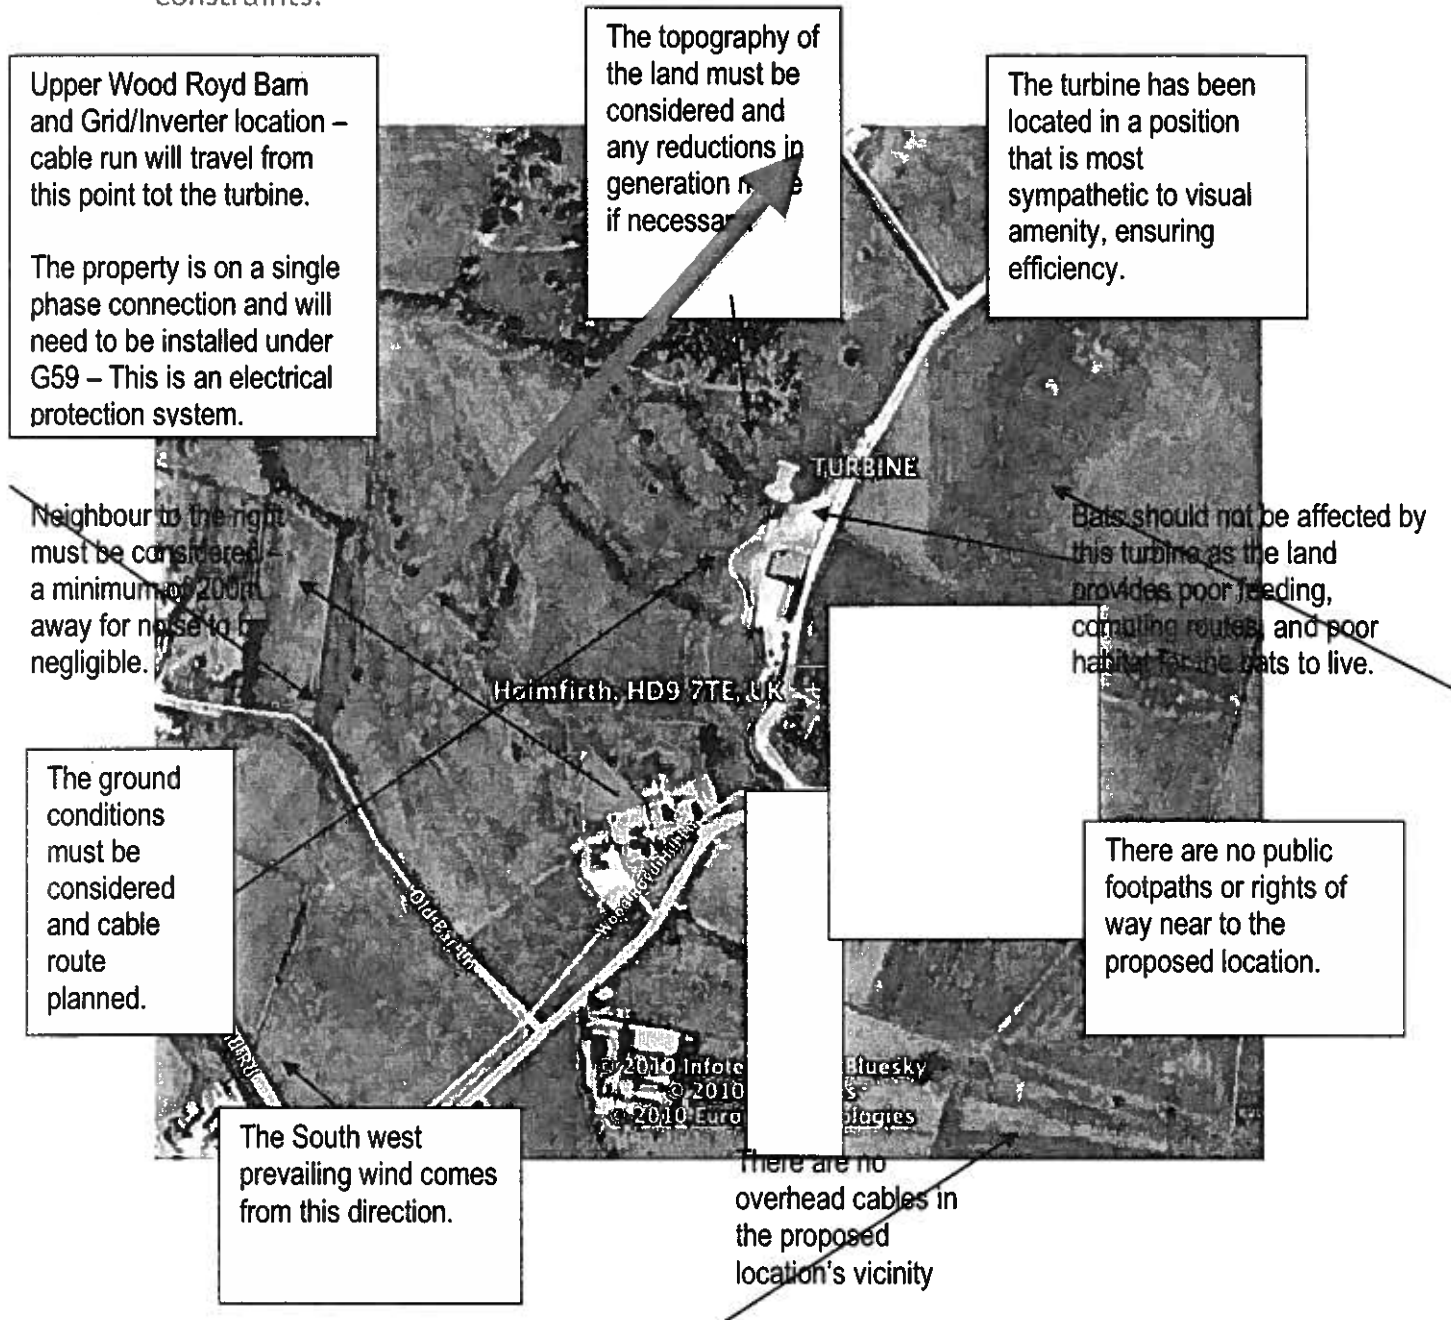 constraints.
Upper Wood Royd Barn
and Grid/Inverter location –
cable run will travel from
this point tot the turbine.
The property is on a single
phase connection and will
need to be installed under
G59 – This is an electrical
protection system.
The topography of
the land must be
considered and
any reductions in
generation
if necessary
The turbine has been
located in a position
that is most
sympathetic to visual
amenity, ensuring
efficiency.
TURBINE
Neighbour to the right
must be considered –
a minimum of 200m
away for noise to b
negligible.
Bats should not be affected by
this turbine as the land
provides poor feeding,
routes, and poor
habitat for the bats to live.
Holmfirth, HD9 7TE, UK
The ground
conditions
must be
considered
and cable
route
planned.
There are no public
footpaths or rights of
way near to the
proposed location.
© 2010 Infote Bluesky
© 2010
© 2010 Euro ologies
The South west
prevailing wind comes
from this direction.
There are no
overhead cables in
the proposed
location's vicinity